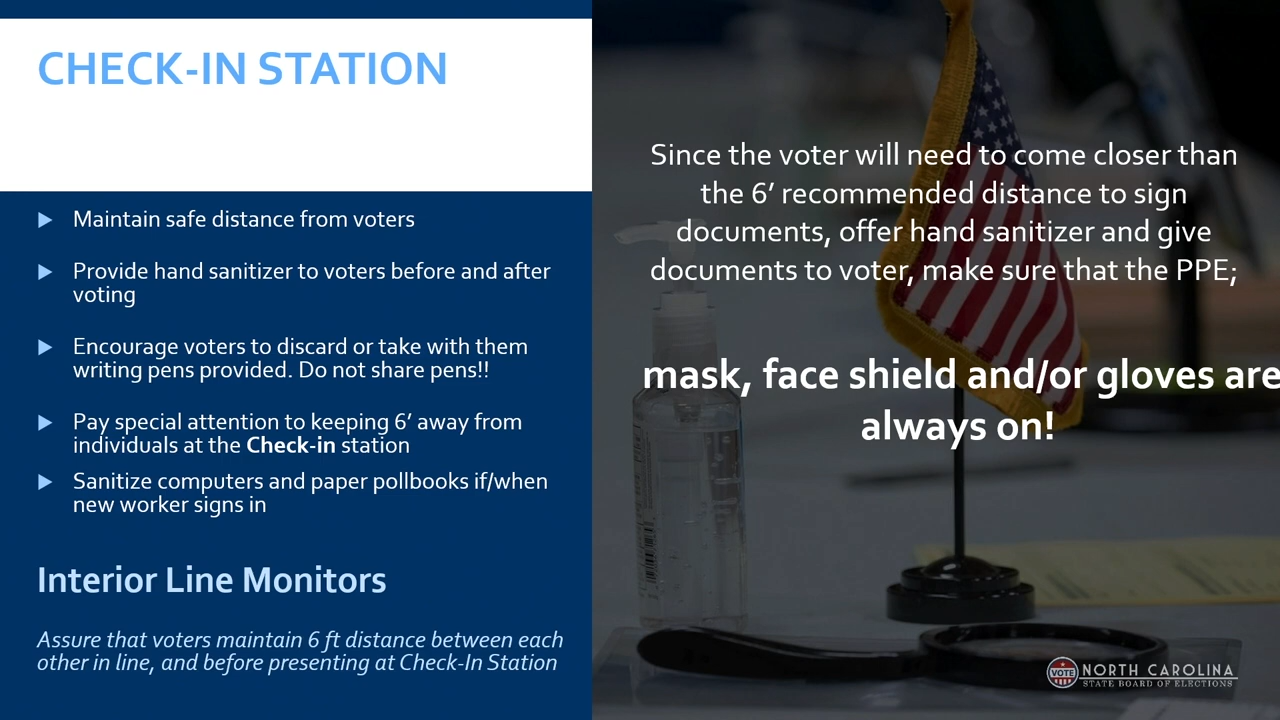 CHECK-IN STATION
Maintain safe distance from voters
Provide hand sanitizer to voters before and after
voting
Encourage voters to discard or take with them
writing pens provided. Do not share pens!!
Pay special attention to keeping 6’ away from
individuals at the Check-in station
Sanitize computers and paper pollbooks if/when
new worker signs in
Interior Line Monitors
Assure that voters maintain 6 ft distance between each
other in line, and before presenting at Check-In Station
Since the voter will need to come closer than
the 6’ recommended distance to sign
documents, offer hand sanitizer and give
documents to voter, make sure that the PPE;
mask, face shield and/or gloves are
always on!
VOTE
NORTH CAROLINA
STATE BOARD OF ELECTIONS